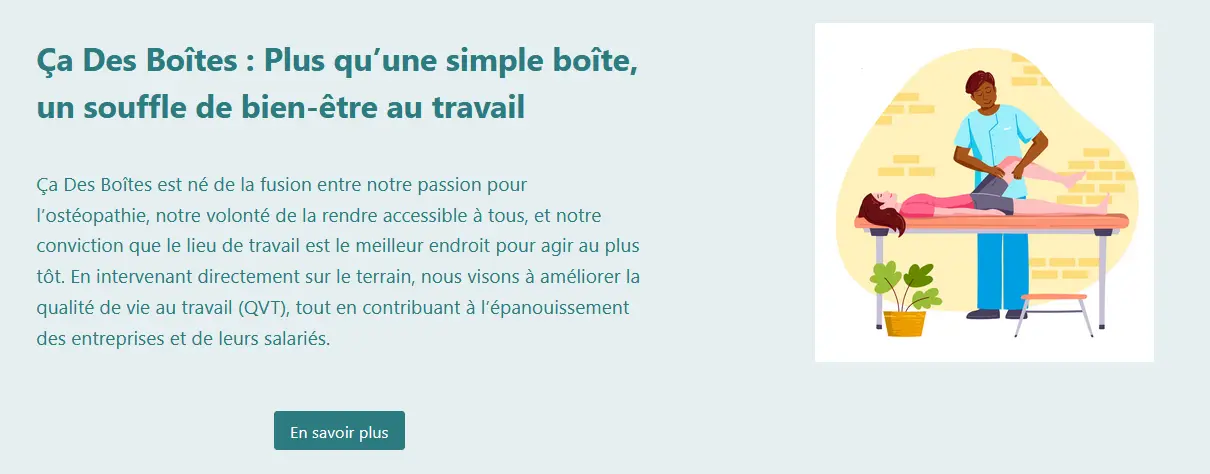 Ça Des Boîtes : Plus qu’une simple boîte,
un souffle de bien-être au travail
Ça Des Boîtes est né de la fusion entre notre passion pour
l’ostéopathie, notre volonté de la rendre accessible à tous, et notre
conviction que le lieu de travail est le meilleur endroit pour agir au plus
tôt. En intervenant directement sur le terrain, nous visons à améliorer la
qualité de vie au travail (QVT), tout en contribuant à l’épanouissement
des entreprises et de leurs salariés.
En savoir plus